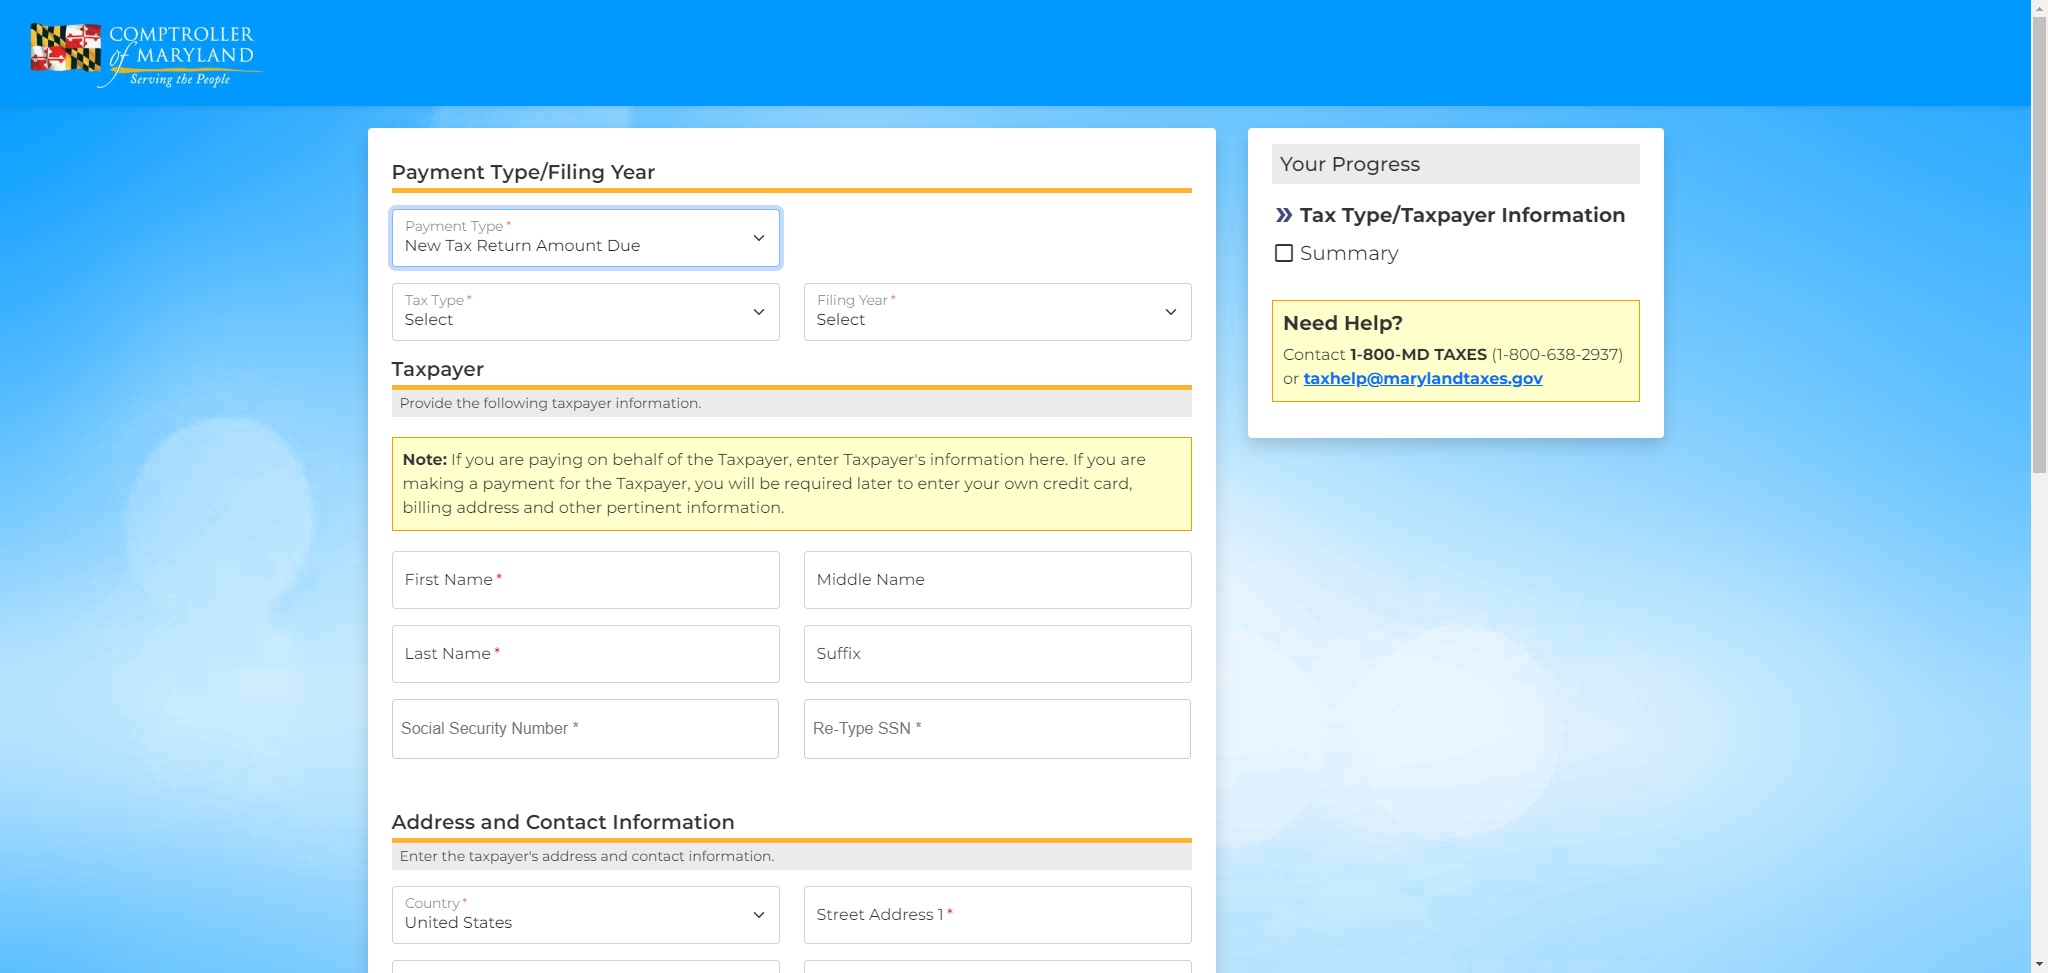 COMPTROLLER
of MARYLAND
Serving the People
Payment Type/Filing Year
Payment Type *
New Tax Return Amount Due
Tax Type *
Select
Filing Year *
Select
Taxpayer
Provide the following taxpayer information.
Note: If you are paying on behalf of the Taxpayer, enter Taxpayer's information here. If you are
making a payment for the Taxpayer, you will be required later to enter your own credit card,
billing address and other pertinent information.
First Name *
Middle Name
Last Name *
Suffix
Social Security Number *
Re-Type SSN *
Address and Contact Information
Enter the taxpayer's address and contact information.
Country *
United States
Street Address 1 *
Your Progress
Tax Type/Taxpayer Information
Summary
Need Help?
Contact 1-800-MD TAXES (1-800-638-2937)
or taxhelp@marylandtaxes.gov